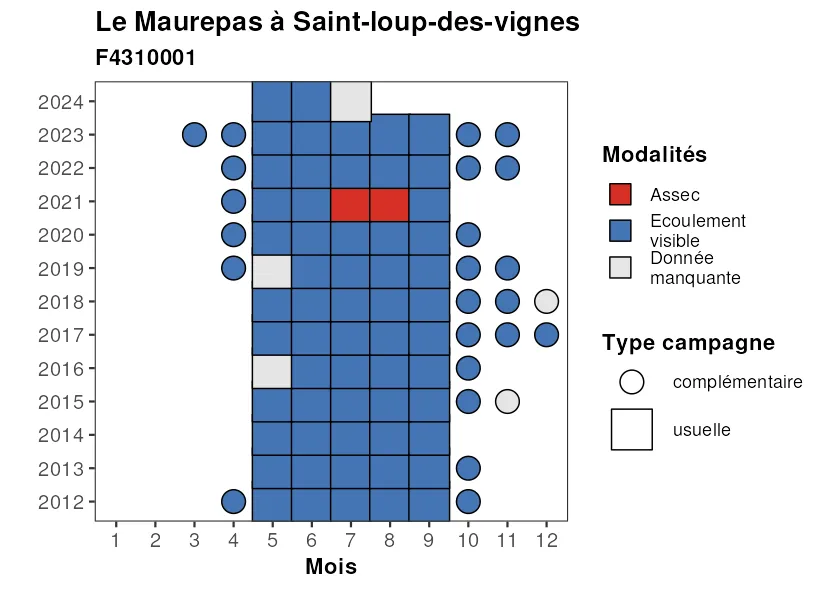 Le Maurepas à Saint-loup-des-vignes
F4310001
2024
2023
2022
2021
2020
2019
2018
2017
2016
2015
2014
2013
2012
1 2 3 4 5 6 7 8 9 10 11 12
Mois
Modalités
Assec
Ecoulement
visible
Donnée
manquante
Type campagne
complémentaire
usuelle